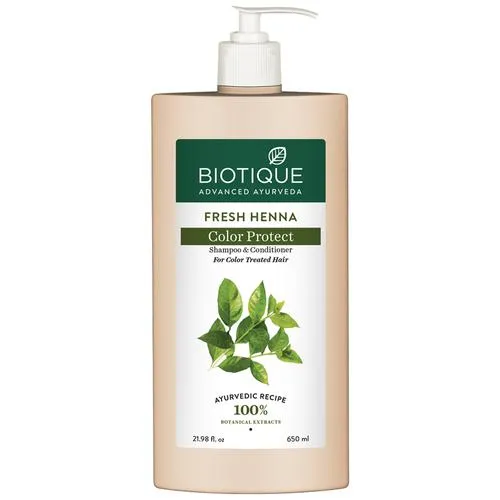 BIOTIQUE
ADVANCED AYURVEDA
FRESH HENNA
Color Protect
Shampoo & Conditioner
For Color Treated Hair
AYURVEDIC RECIPE
100%
BOTANICAL EXTRACTS
21.98 fl. oz 650 ml